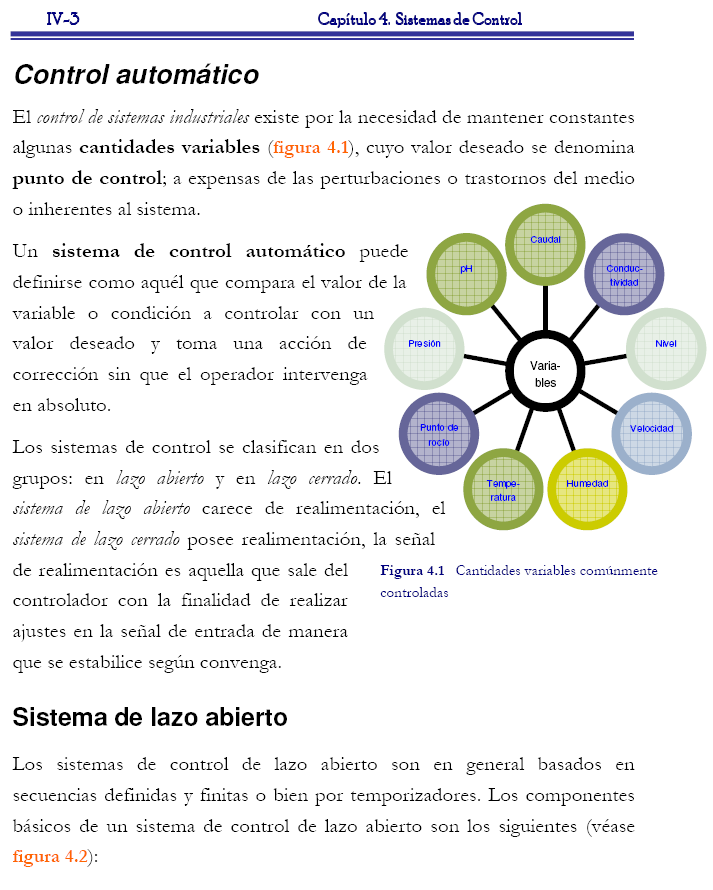 IV-3
Capítulo 4. Sistemas de Control
Control automático
El control de sistemas industriales existe por la necesidad de mantener constantes
algunas cantidades variables (figura 4.1), cuyo valor deseado se denomina
punto de control; a expensas de las perturbaciones o trastornos del medio
o inherentes al sistema.
Un sistema de control automático puede
definirse como aquél que compara el valor de la
variable o condición a controlar con un
valor deseado y toma una acción de
corrección sin que el operador intervenga
en absoluto.
Los sistemas de control se clasifican en dos
grupos: en lazo abierto y en lazo cerrado. El
sistema de lazo abierto carece de realimentación, el
sistema de lazo cerrado posee realimentación, la señal
de realimentación es aquella que sale del
controlador con la finalidad de realizar
ajustes en la señal de entrada de manera
que se estabilice según convenga.
Caudal
Conduc-
tividad
Nivel
Velocidad
Humedad
Tempe-
ratura
Punto de
rocío
Presión
pH
Varia-
bles
Figura 4.1 Cantidades variables comúnmente
controladas
Sistema de lazo abierto
Los sistemas de control de lazo abierto son en general basados en
secuencias definidas y finitas o bien por temporizadores. Los componentes
básicos de un sistema de control de lazo abierto son los siguientes (véase
figura 4.2):